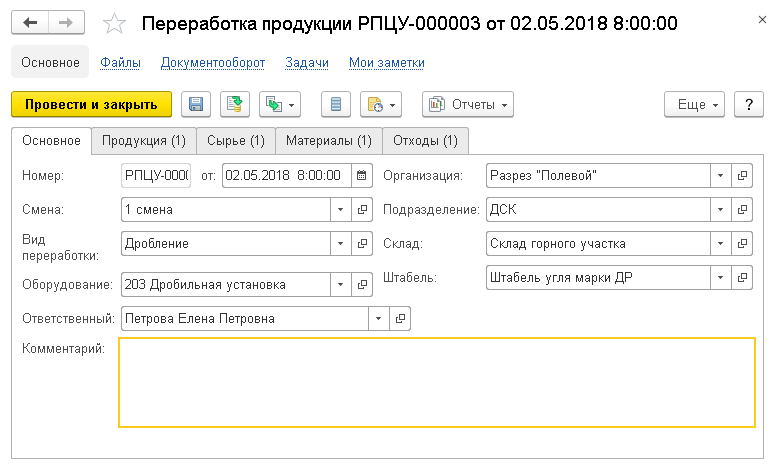 Переработка продукции РПЦУ-000003 от 02.05.2018 8:00:00
Основное Файлы Документооборот Задачи Мои заметки
Провести и закрыть Отчеты Еще ?
Основное Продукция (1) Сырье (1) Материалы (1) Отходы (1)
Номер: РПЦУ-000 от: 02.05.2018 8:00:00 Организация: Разрез "Полевой"
Смена: 1 смена Подразделение: ДСК
Вид
переработки: Дробление Склад: Склад горного участка
Оборудование: 203 Дробильная установка Штабель: Штабель угля марки ДР
Ответственный: Петрова Елена Петровна
Комментарий: